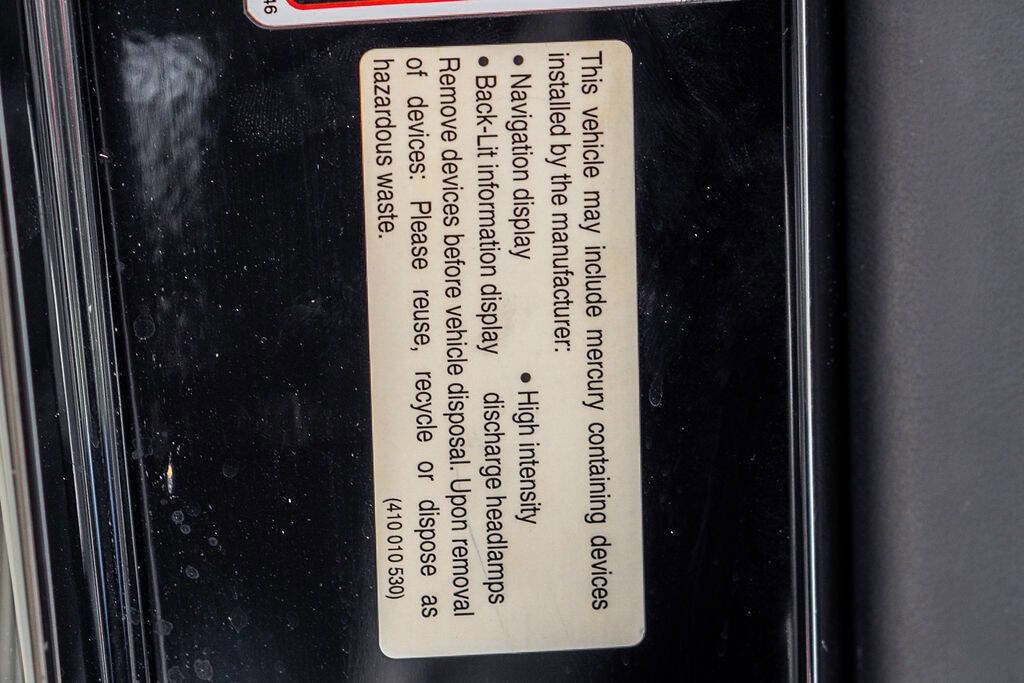 46
This vehicle may include mercury containing devices
installed by the manufacturer:
• Navigation display • High intensity
• Back-Lit information display discharge headlamps
Remove devices before vehicle disposal. Upon removal
of devices: Please reuse, recycle or dispose as
hazardous waste. (410 010 530)